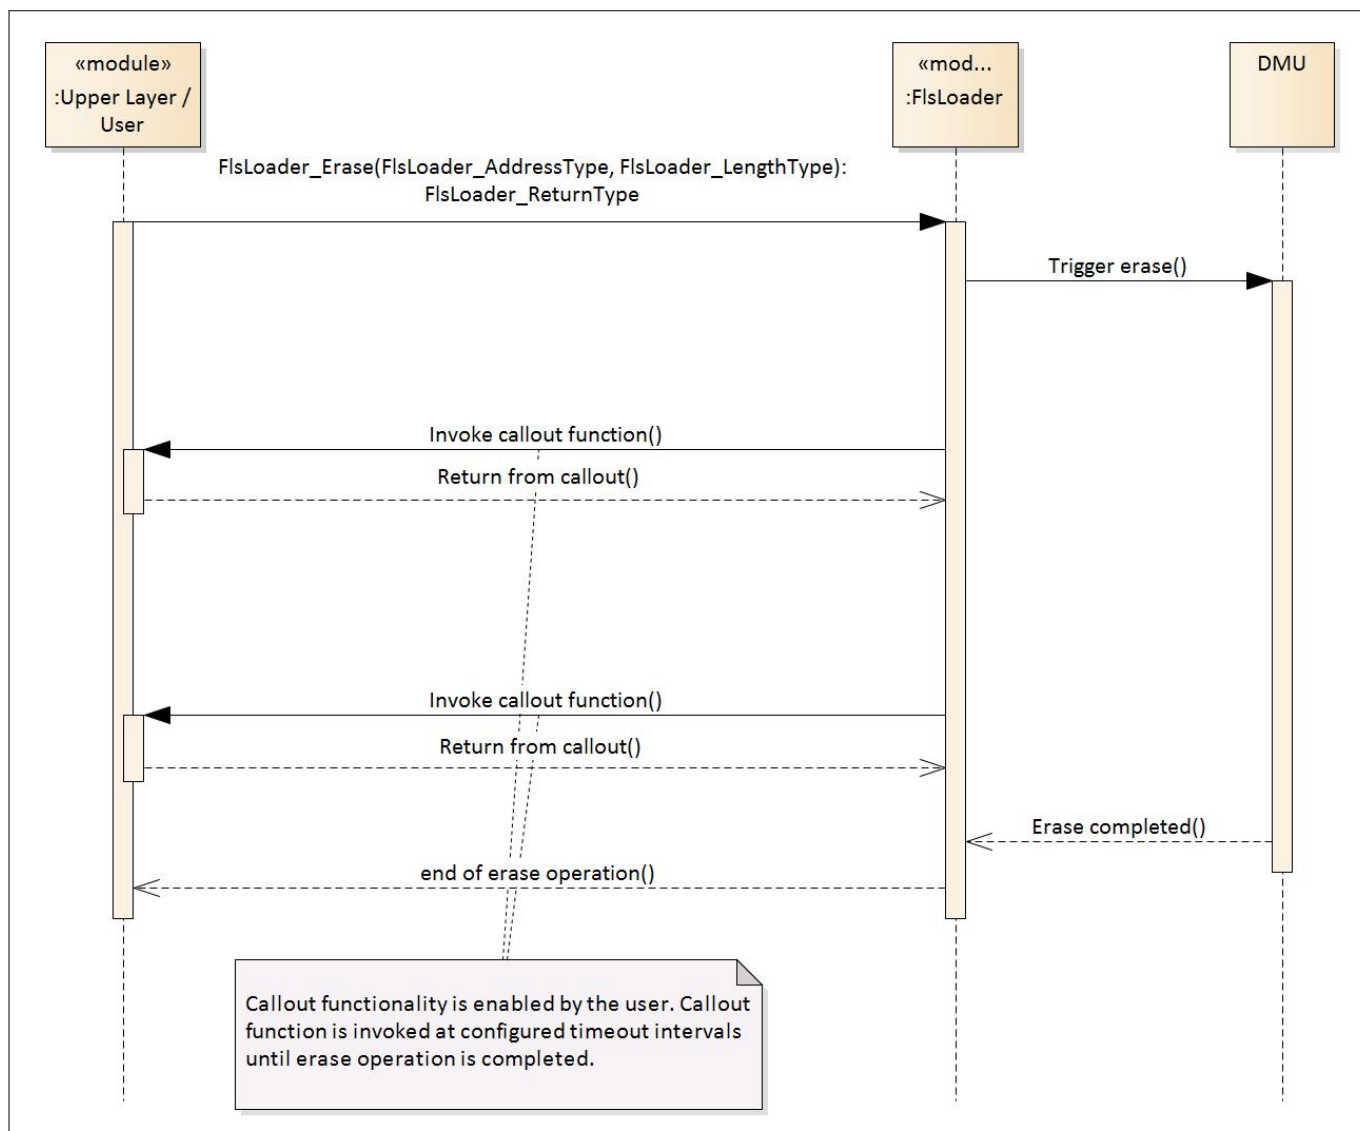 «module»
:Upper Layer /
User
«mod...
:FlsLoader
DMU
FlsLoader_Erase(FlsLoader_AddressType, FlsLoader_LengthType):
FlsLoader_ReturnType
Trigger erase()
Invoke callout function()
Return from callout()
Invoke callout function()
Return from callout()
Erase completed()
end of erase operation()
Callout functionality is enabled by the user. Callout
function is invoked at configured timeout intervals
until erase operation is completed.